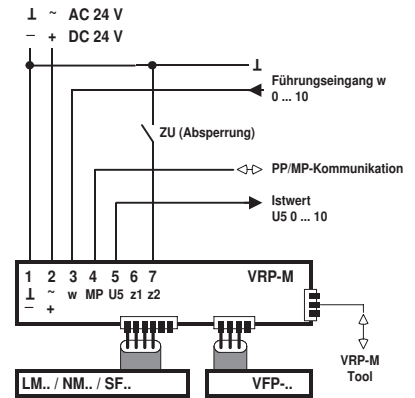 ⊥ ~ AC 24 V
– + DC 24 V
⊥
Führungseingang w
0 ... 10
ZU (Absperrung)
PP/MP-Kommunikation
Istwert
U5 0 ... 10
1 2 3 4 5 6 7 VRP-M
⊥ ~ w MP U5 z1 z2
– +
VRP-M
Tool
LM.. / NM.. / SF..
VFP-..